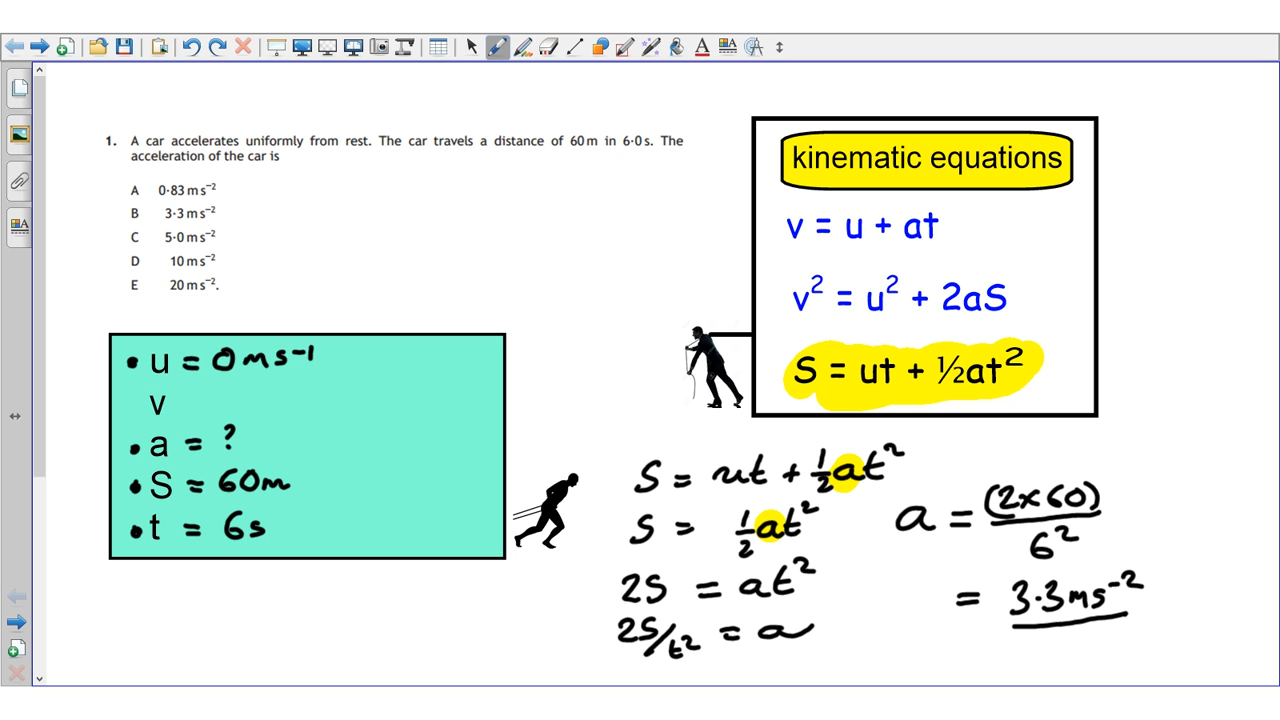 1. A car accelerates uniformly from rest. The car travels a distance of 60 m in 6·0 s. The
acceleration of the car is
A 0·83 m s⁻²
B 3·3 m s⁻²
C 5·0 m s⁻²
D 10 m s⁻²
E 20 m s⁻².
kinematic equations
v = u + at
v² = u² + 2aS
S = ut + ½at²
• u = 0 ms⁻¹
v
• a = ?
• S = 60m
• t = 6s
S = ut + ½at²
S = ½at²
2S = at²
2S/t² = a
a = (2×60)/6²
= 3·3 ms⁻²